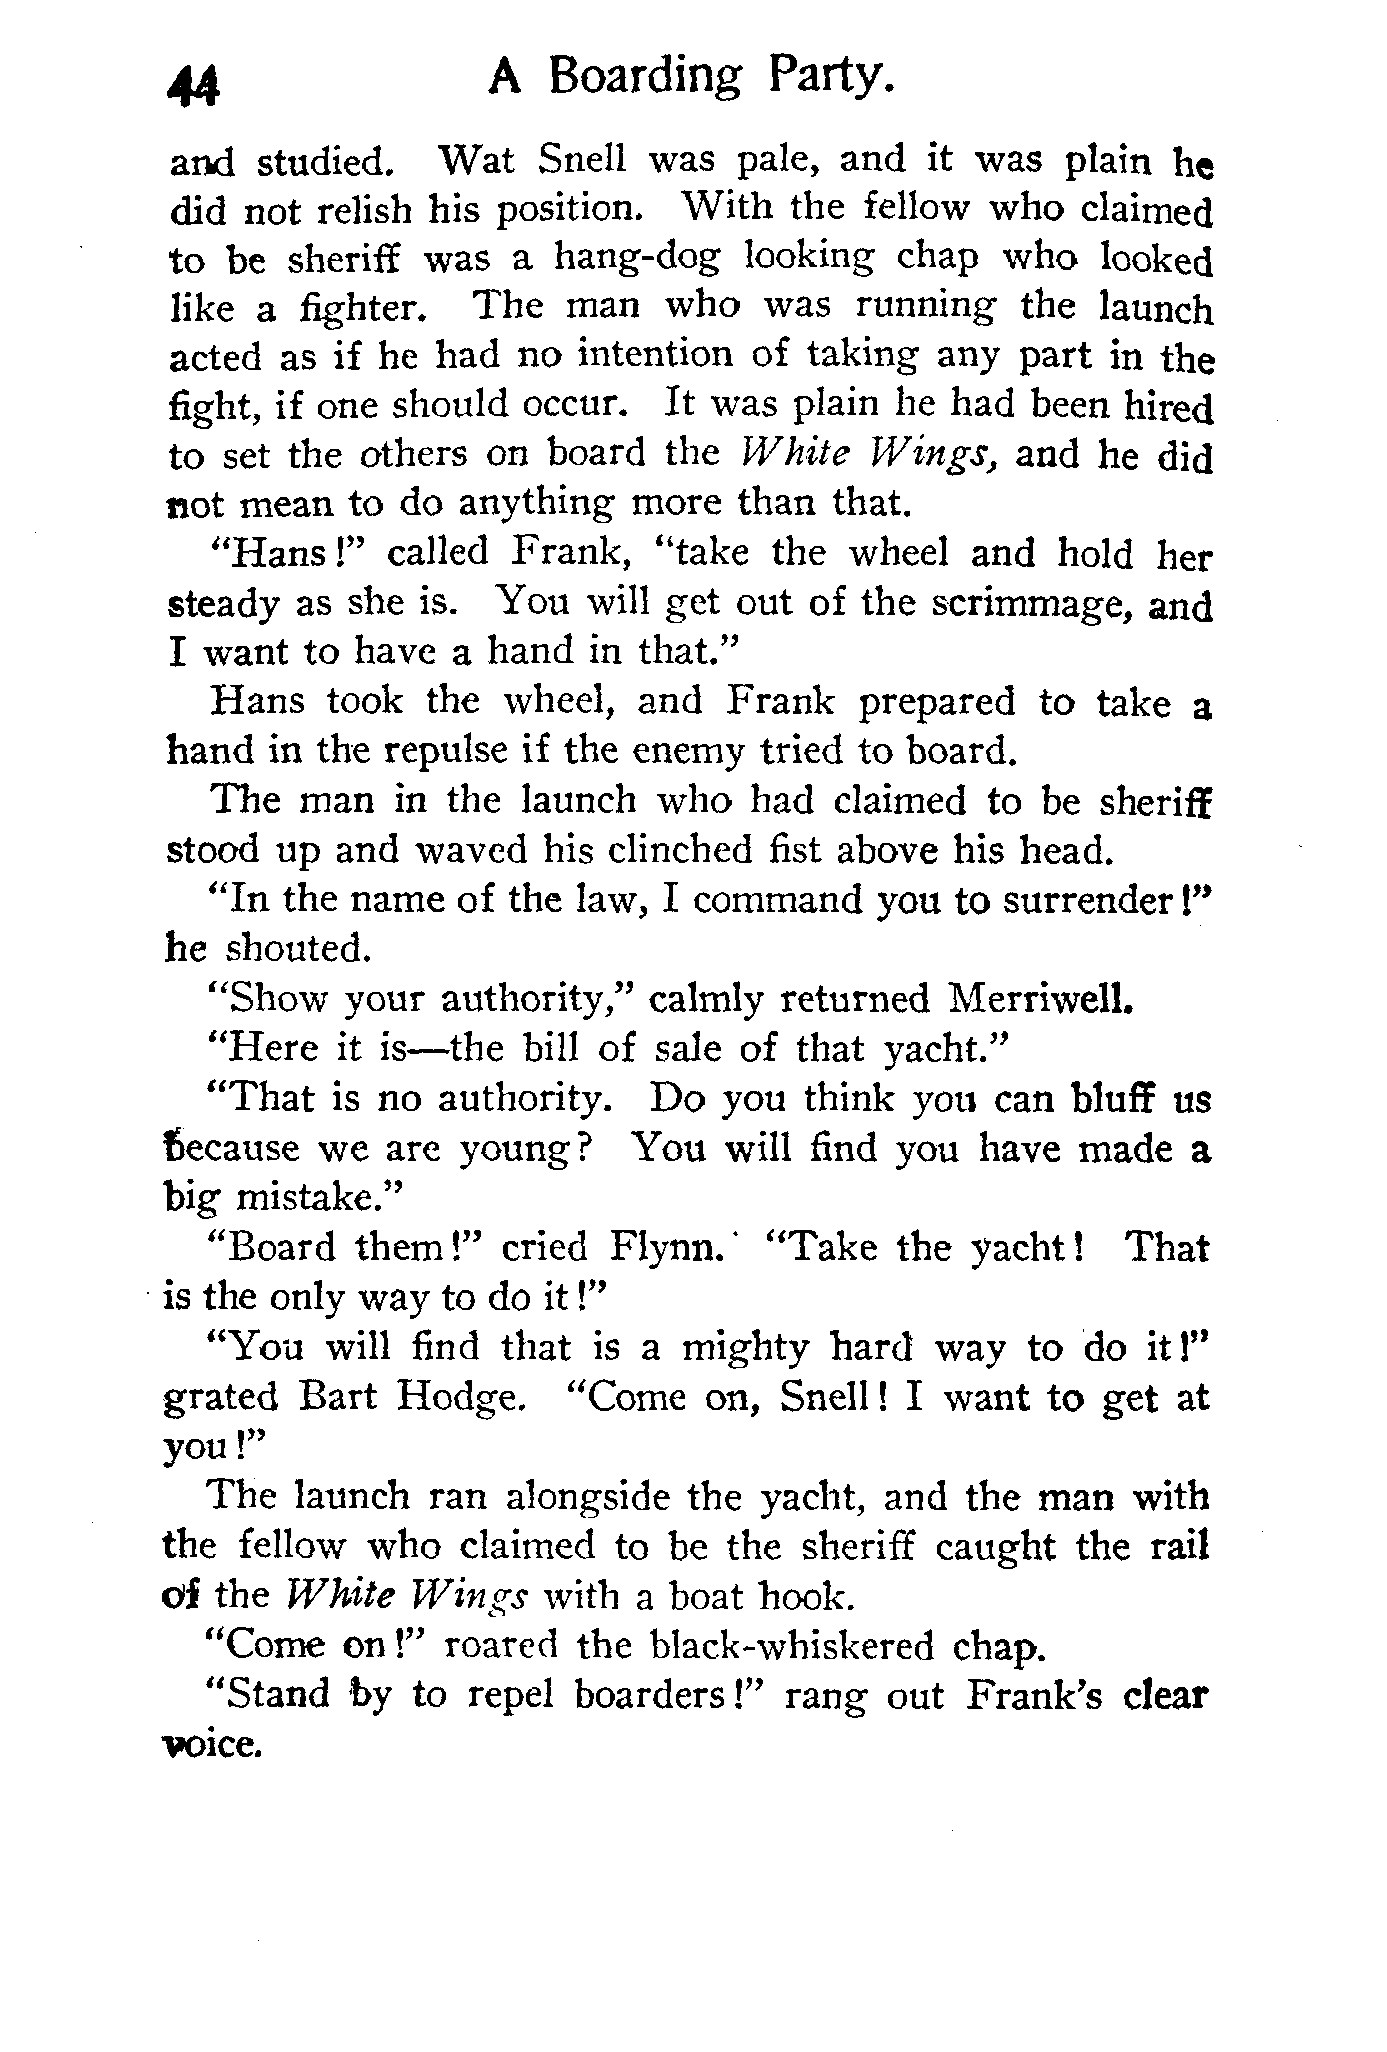 44 A Boarding Party.
and studied. Wat Snell was pale, and it was plain he
did not relish his position. With the fellow who claimed
to be sheriff was a hang-dog looking chap who looked
like a fighter. The man who was running the launch
acted as if he had no intention of taking any part in the
fight, if one should occur. It was plain he had been hired
to set the others on board the White Wings, and he did
not mean to do anything more than that.
"Hans!" called Frank, "take the wheel and hold her
steady as she is. You will get out of the scrimmage, and
I want to have a hand in that."
Hans took the wheel, and Frank prepared to take a
hand in the repulse if the enemy tried to board.
The man in the launch who had claimed to be sheriff
stood up and waved his clinched fist above his head.
"In the name of the law, I command you to surrender!"
he shouted.
"Show your authority," calmly returned Merriwell.
"Here it is—the bill of sale of that yacht."
"That is no authority. Do you think you can bluff us
because we are young? You will find you have made a
big mistake."
"Board them!" cried Flynn. "Take the yacht! That
is the only way to do it!"
"You will find that is a mighty hard way to do it!"
grated Bart Hodge. "Come on, Snell! I want to get at
you!"
The launch ran alongside the yacht, and the man with
the fellow who claimed to be the sheriff caught the rail
of the White Wings with a boat hook.
"Come on!" roared the black-whiskered chap.
"Stand by to repel boarders!" rang out Frank's clear
voice.